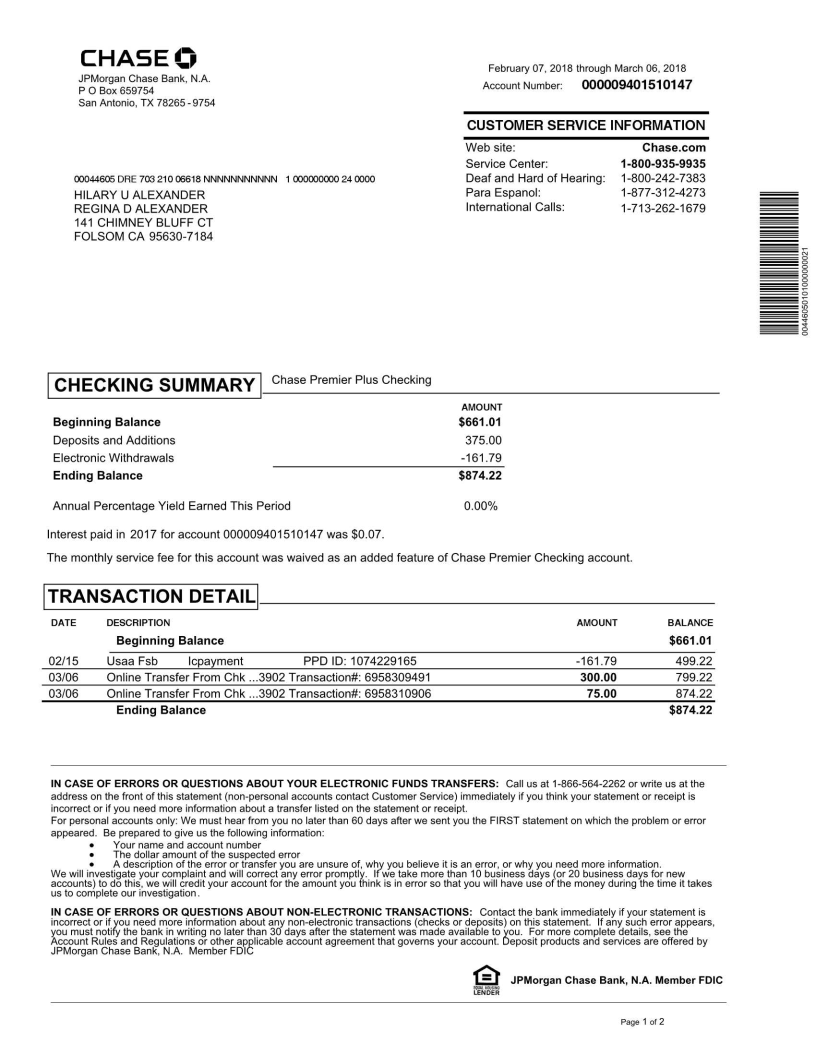 CHASE
JPMorgan Chase Bank, N.A.
P O Box 659754
San Antonio, TX 78265 - 9754
February 07, 2018 through March 06, 2018
Account Number: 000009401510147
CUSTOMER SERVICE INFORMATION
Web site: Chase.com
Service Center: 1-800-935-9935
Deaf and Hard of Hearing: 1-800-242-7383
Para Espanol: 1-877-312-4273
International Calls: 1-713-262-1679
00044605 DRE 703 210 06618 NNNNNNNNNNN 1 000000000 24 0000
HILARY U ALEXANDER
REGINA D ALEXANDER
141 CHIMNEY BLUFF CT
FOLSOM CA 95630-7184
00446050101000000021
CHECKING SUMMARY Chase Premier Plus Checking
AMOUNT
Beginning Balance $661.01
Deposits and Additions 375.00
Electronic Withdrawals -161.79
Ending Balance $874.22
Annual Percentage Yield Earned This Period 0.00%
Interest paid in 2017 for account 000009401510147 was $0.07.
The monthly service fee for this account was waived as an added feature of Chase Premier Checking account.
TRANSACTION DETAIL
DATE DESCRIPTION AMOUNT BALANCE
Beginning Balance $661.01
02/15 Usaa Fsb Icpayment PPD ID: 1074229165 -161.79 499.22
03/06 Online Transfer From Chk ...3902 Transaction#: 6958309491 300.00 799.22
03/06 Online Transfer From Chk ...3902 Transaction#: 6958310906 75.00 874.22
Ending Balance $874.22
IN CASE OF ERRORS OR QUESTIONS ABOUT YOUR ELECTRONIC FUNDS TRANSFERS: Call us at 1-866-564-2262 or write us at the
address on the front of this statement (non-personal accounts contact Customer Service) immediately if you think your statement or receipt is
incorrect or if you need more information about a transfer listed on the statement or receipt.
For personal accounts only: We must hear from you no later than 60 days after we sent you the FIRST statement on which the problem or error
appeared. Be prepared to give us the following information:
• Your name and account number
• The dollar amount of the suspected error
• A description of the error or transfer you are unsure of, why you believe it is an error, or why you need more information.
We will investigate your complaint and will correct any error promptly. If we take more than 10 business days (or 20 business days for new
accounts) to do this, we will credit your account for the amount you think is in error so that you will have use of the money during the time it takes
us to complete our investigation.
IN CASE OF ERRORS OR QUESTIONS ABOUT NON-ELECTRONIC TRANSACTIONS: Contact the bank immediately if your statement is
incorrect or if you need more information about any non-electronic transactions (checks or deposits) on this statement. If any such error appears,
you must notify the bank in writing no later than 30 days after the statement was made available to you. For more complete details, see the
Account Rules and Regulations or other applicable account agreement that governs your account. Deposit products and services are offered by
JPMorgan Chase Bank, N.A. Member FDIC
EQUAL HOUSING
LENDER
JPMorgan Chase Bank, N.A. Member FDIC
Page 1 of 2